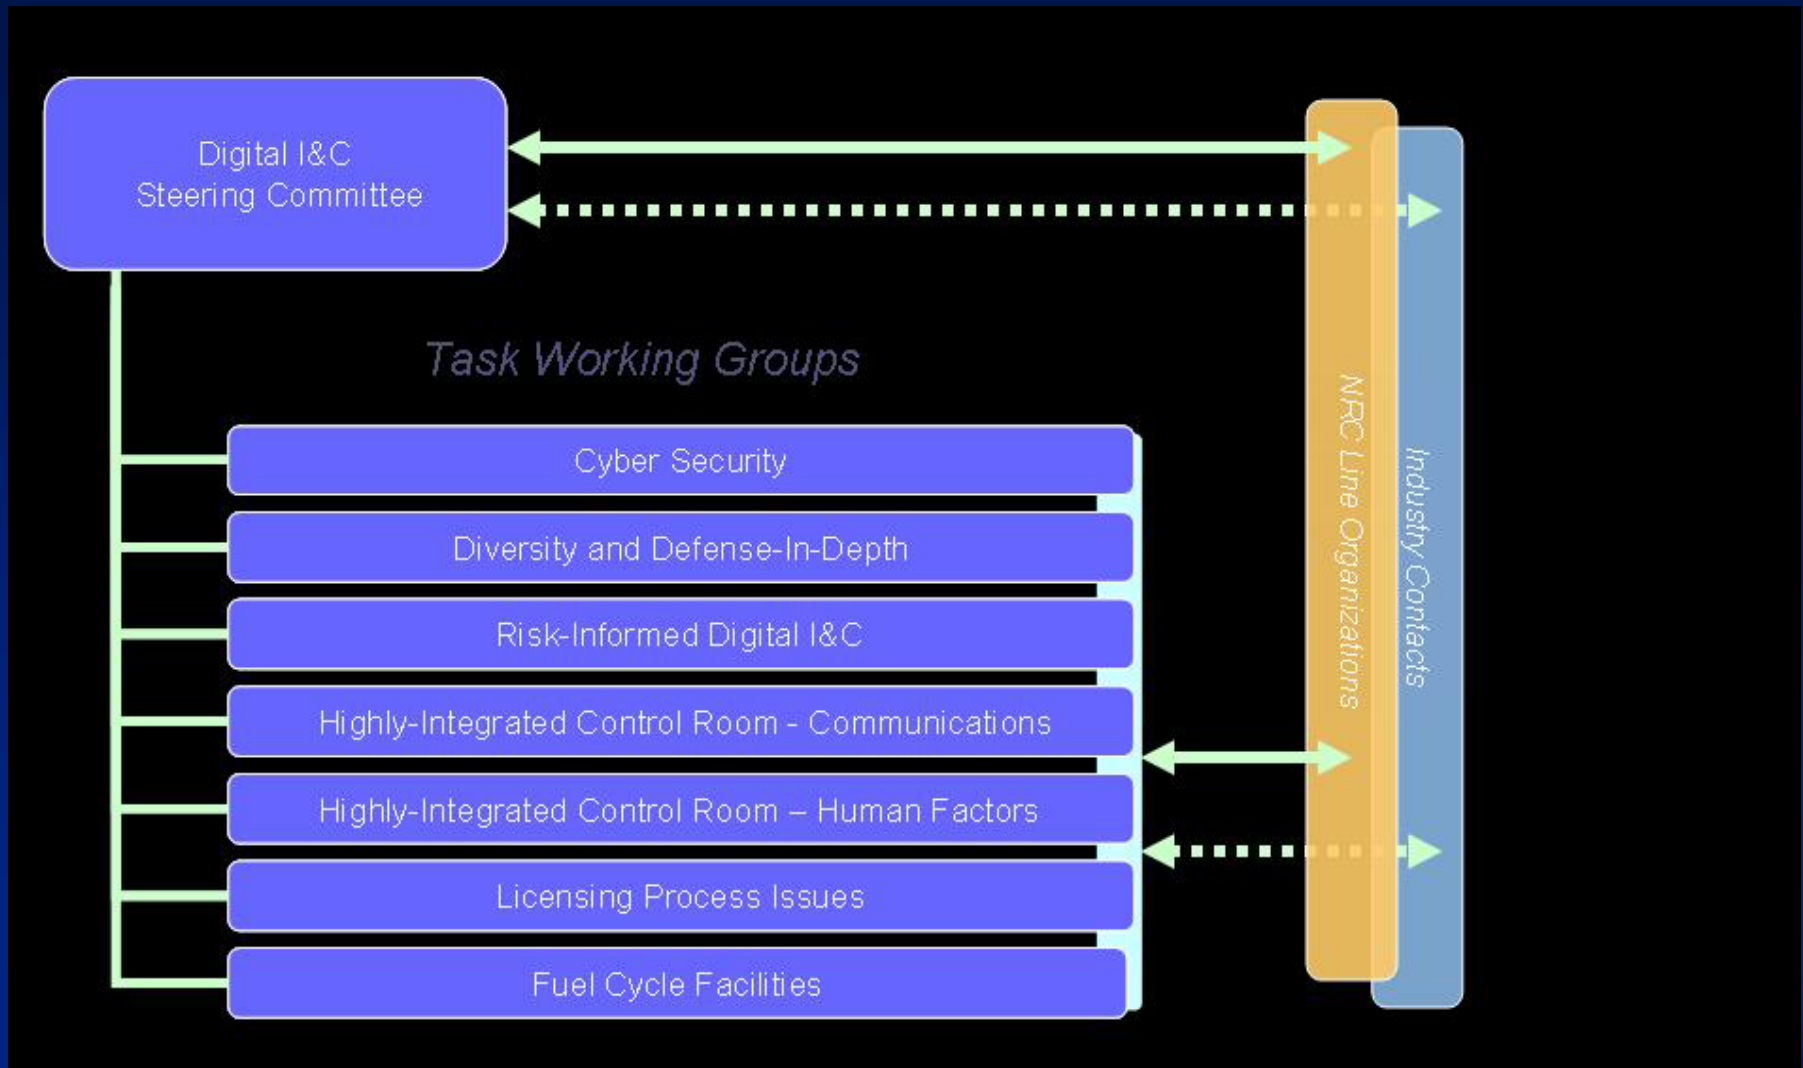 Digital I&C
Steering Committee
Task Working Groups
Cyber Security
Diversity and Defense-In-Depth
Risk-Informed Digital I&C
Highly-Integrated Control Room - Communications
Highly-Integrated Control Room – Human Factors
Licensing Process Issues
Fuel Cycle Facilities
NRC Line Organizations
Industry Contacts